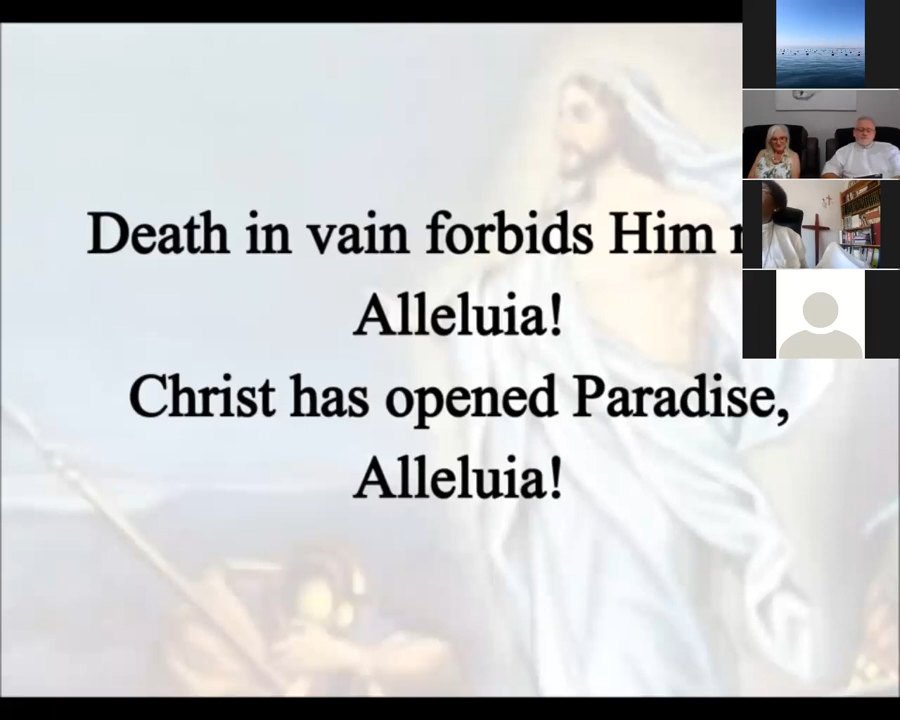 Death in vain forbids Him
Alleluia!
Christ has opened Paradise,
Alleluia!